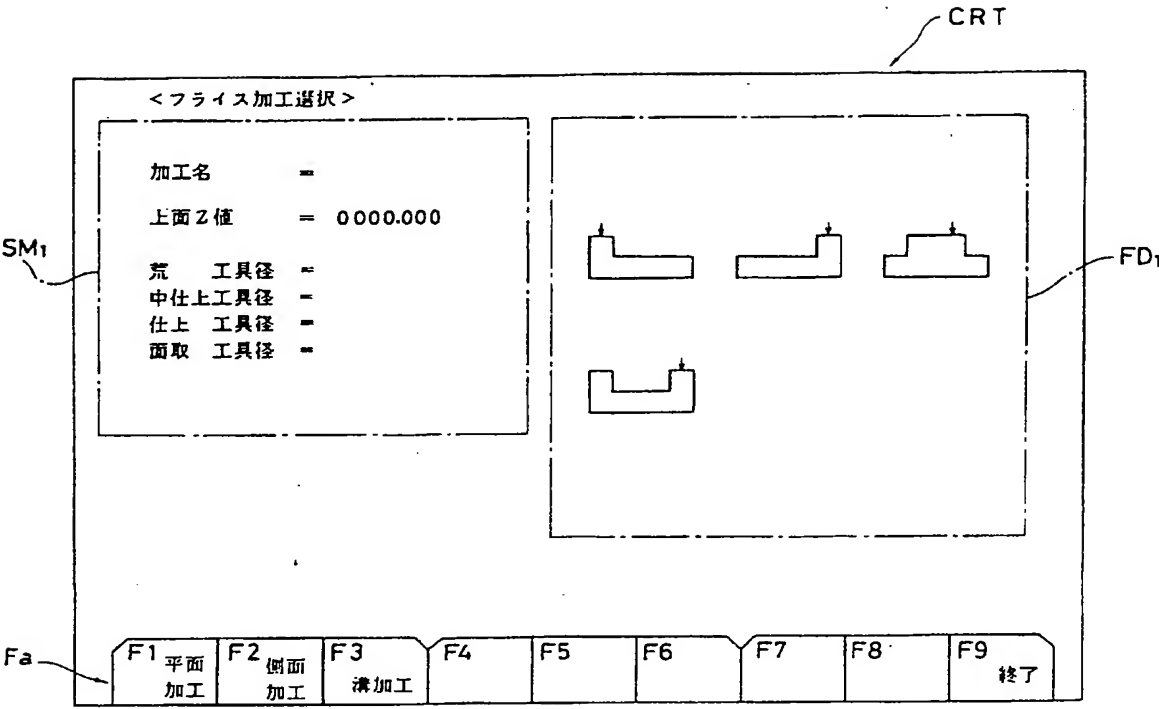 CRT
<フライス加工選択>
加工名 =
上面Z値 = 0000.000
荒 工具径 =
中仕上工具径 =
仕上 工具径 =
面取 工具径 =
SM1
FD1
Fa
F1 平面加工
F2 側面加工
F3 溝加工
F4
F5
F6
F7
F8
F9 終了